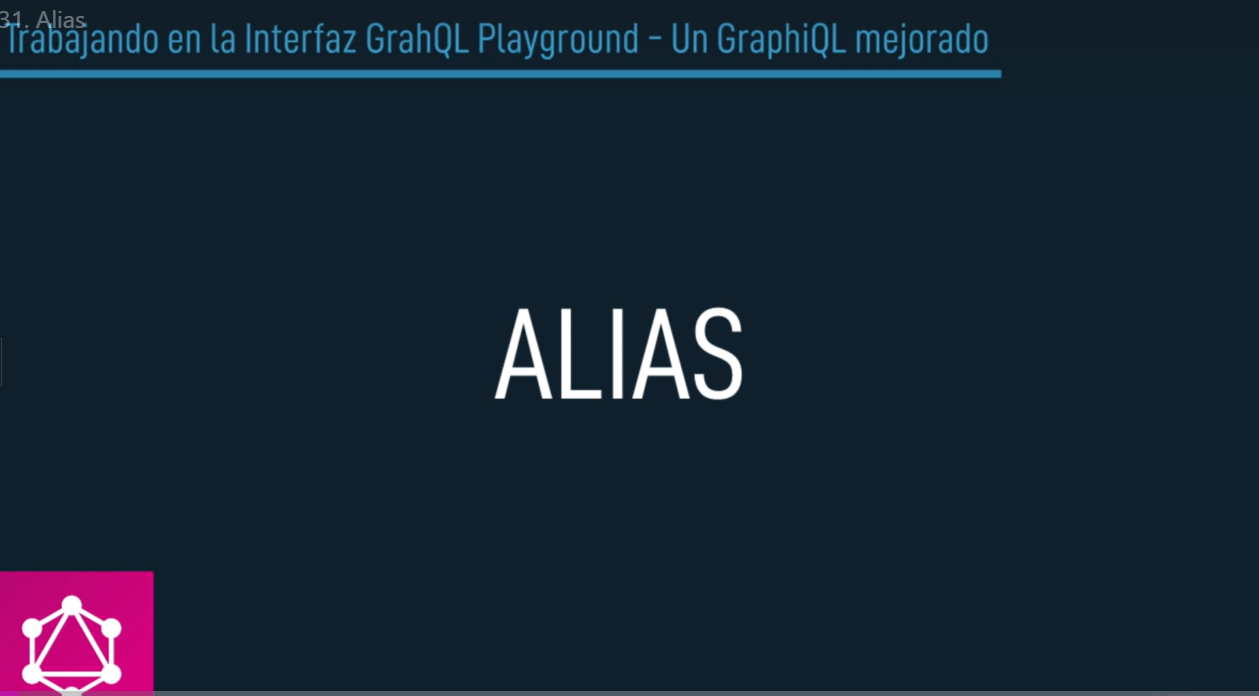 31. Alias
Trabajando en la Interfaz GrahQL Playground - Un GraphiQL mejorado
ALIAS